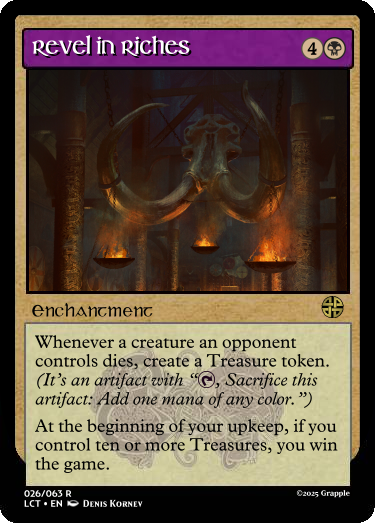 Revel in Riches 4
Enchantment
Whenever a creature an opponent
controls dies, create a Treasure token.
(It's an artifact with “, Sacrifice this
artifact: Add one mana of any color.”)
At the beginning of your upkeep, if you
control ten or more Treasures, you win
the game.
026/063 R
LCT • EN Denis Kornev
©2025 Grapple